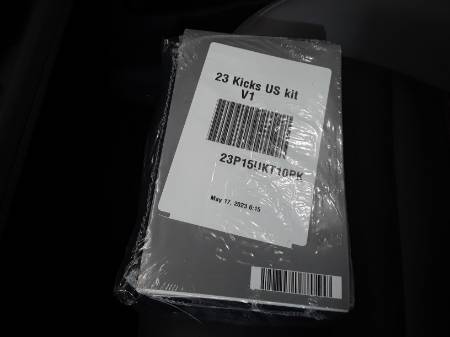 23 Kicks US kit
V1
23P15UKT10PK
May 17, 2023 6:15